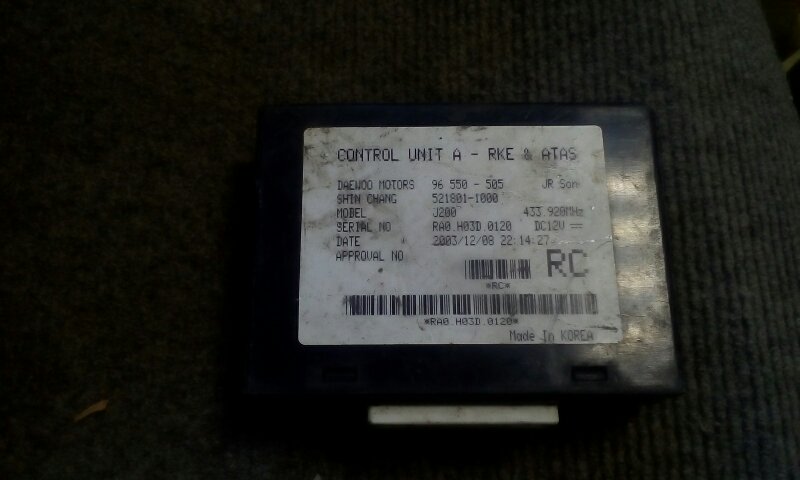 CONTROL UNIT A - RKE & ATAS
DAEWOO MOTORS 96 550 - 505 JR Son
SHIN CHANG 521801-1000
MODEL J200 433.920MHz
SERIAL NO RA0.H03D.0120 DC12V
DATE 2003/12/08 22:14:27
APPROVAL NO
RC
*RC*
*RA0.H03D.0120*
Made In KOREA